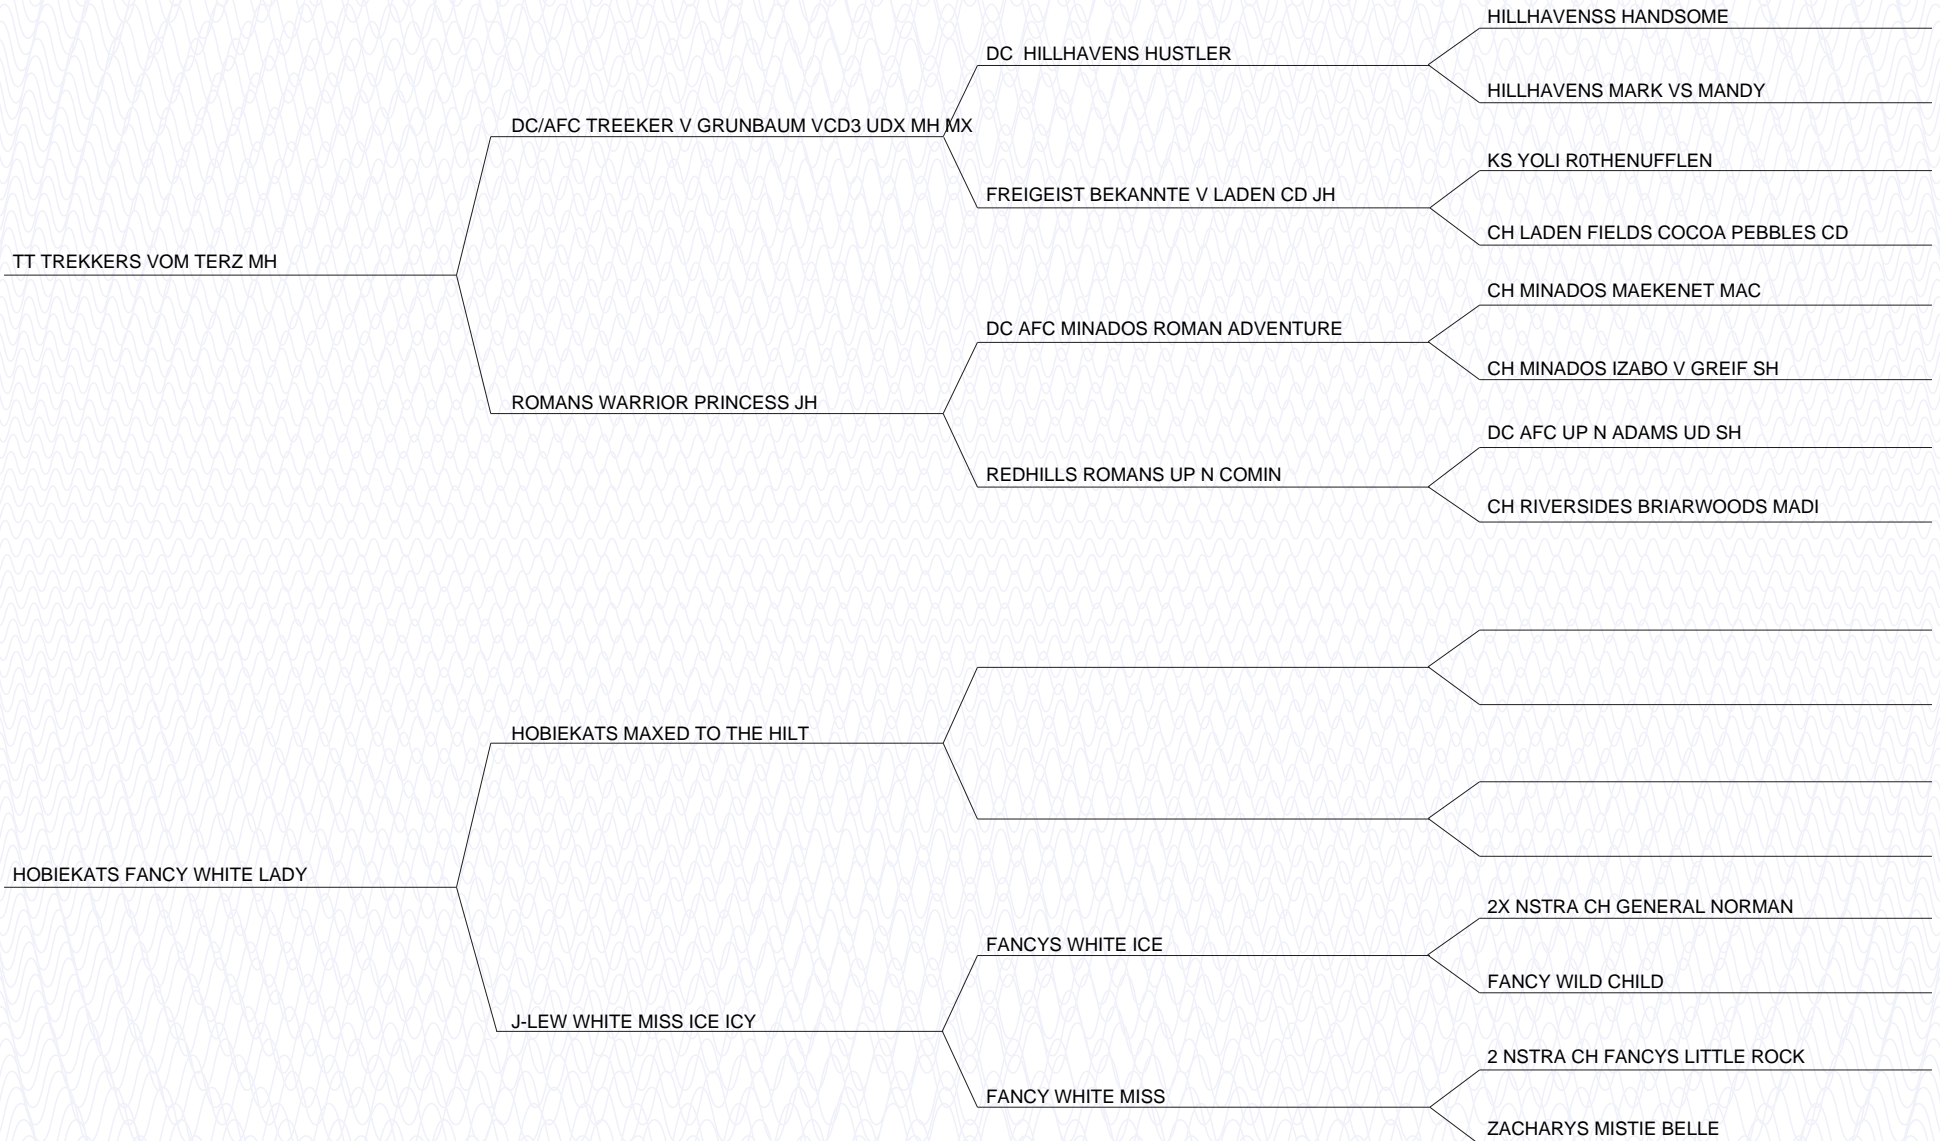 HILLHAVENSS HANDSOME
DC  HILLHAVENS HUSTLER
HILLHAVENS MARK VS MANDY
DC/AFC TREEKER V GRUNBAUM VCD3 UDX MH MX
KS YOLI R0THENUFFLEN
FREIGEIST BEKANNTE V LADEN CD JH
CH LADEN FIELDS COCOA PEBBLES CD
TT TREKKERS VOM TERZ MH
CH MINADOS MAEKENET MAC
DC AFC MINADOS ROMAN ADVENTURE
CH MINADOS IZABO V GREIF SH
ROMANS WARRIOR PRINCESS JH
DC AFC UP N ADAMS UD SH
REDHILLS ROMANS UP N COMIN
CH RIVERSIDES BRIARWOODS MADI
HOBIEKATS MAXED TO THE HILT
HOBIEKATS FANCY WHITE LADY
2X NSTRA CH GENERAL NORMAN
FANCYS WHITE ICE
FANCY WILD CHILD
J-LEW WHITE MISS ICE ICY
2 NSTRA CH FANCYS LITTLE ROCK
FANCY WHITE MISS
ZACHARYS MISTIE BELLE